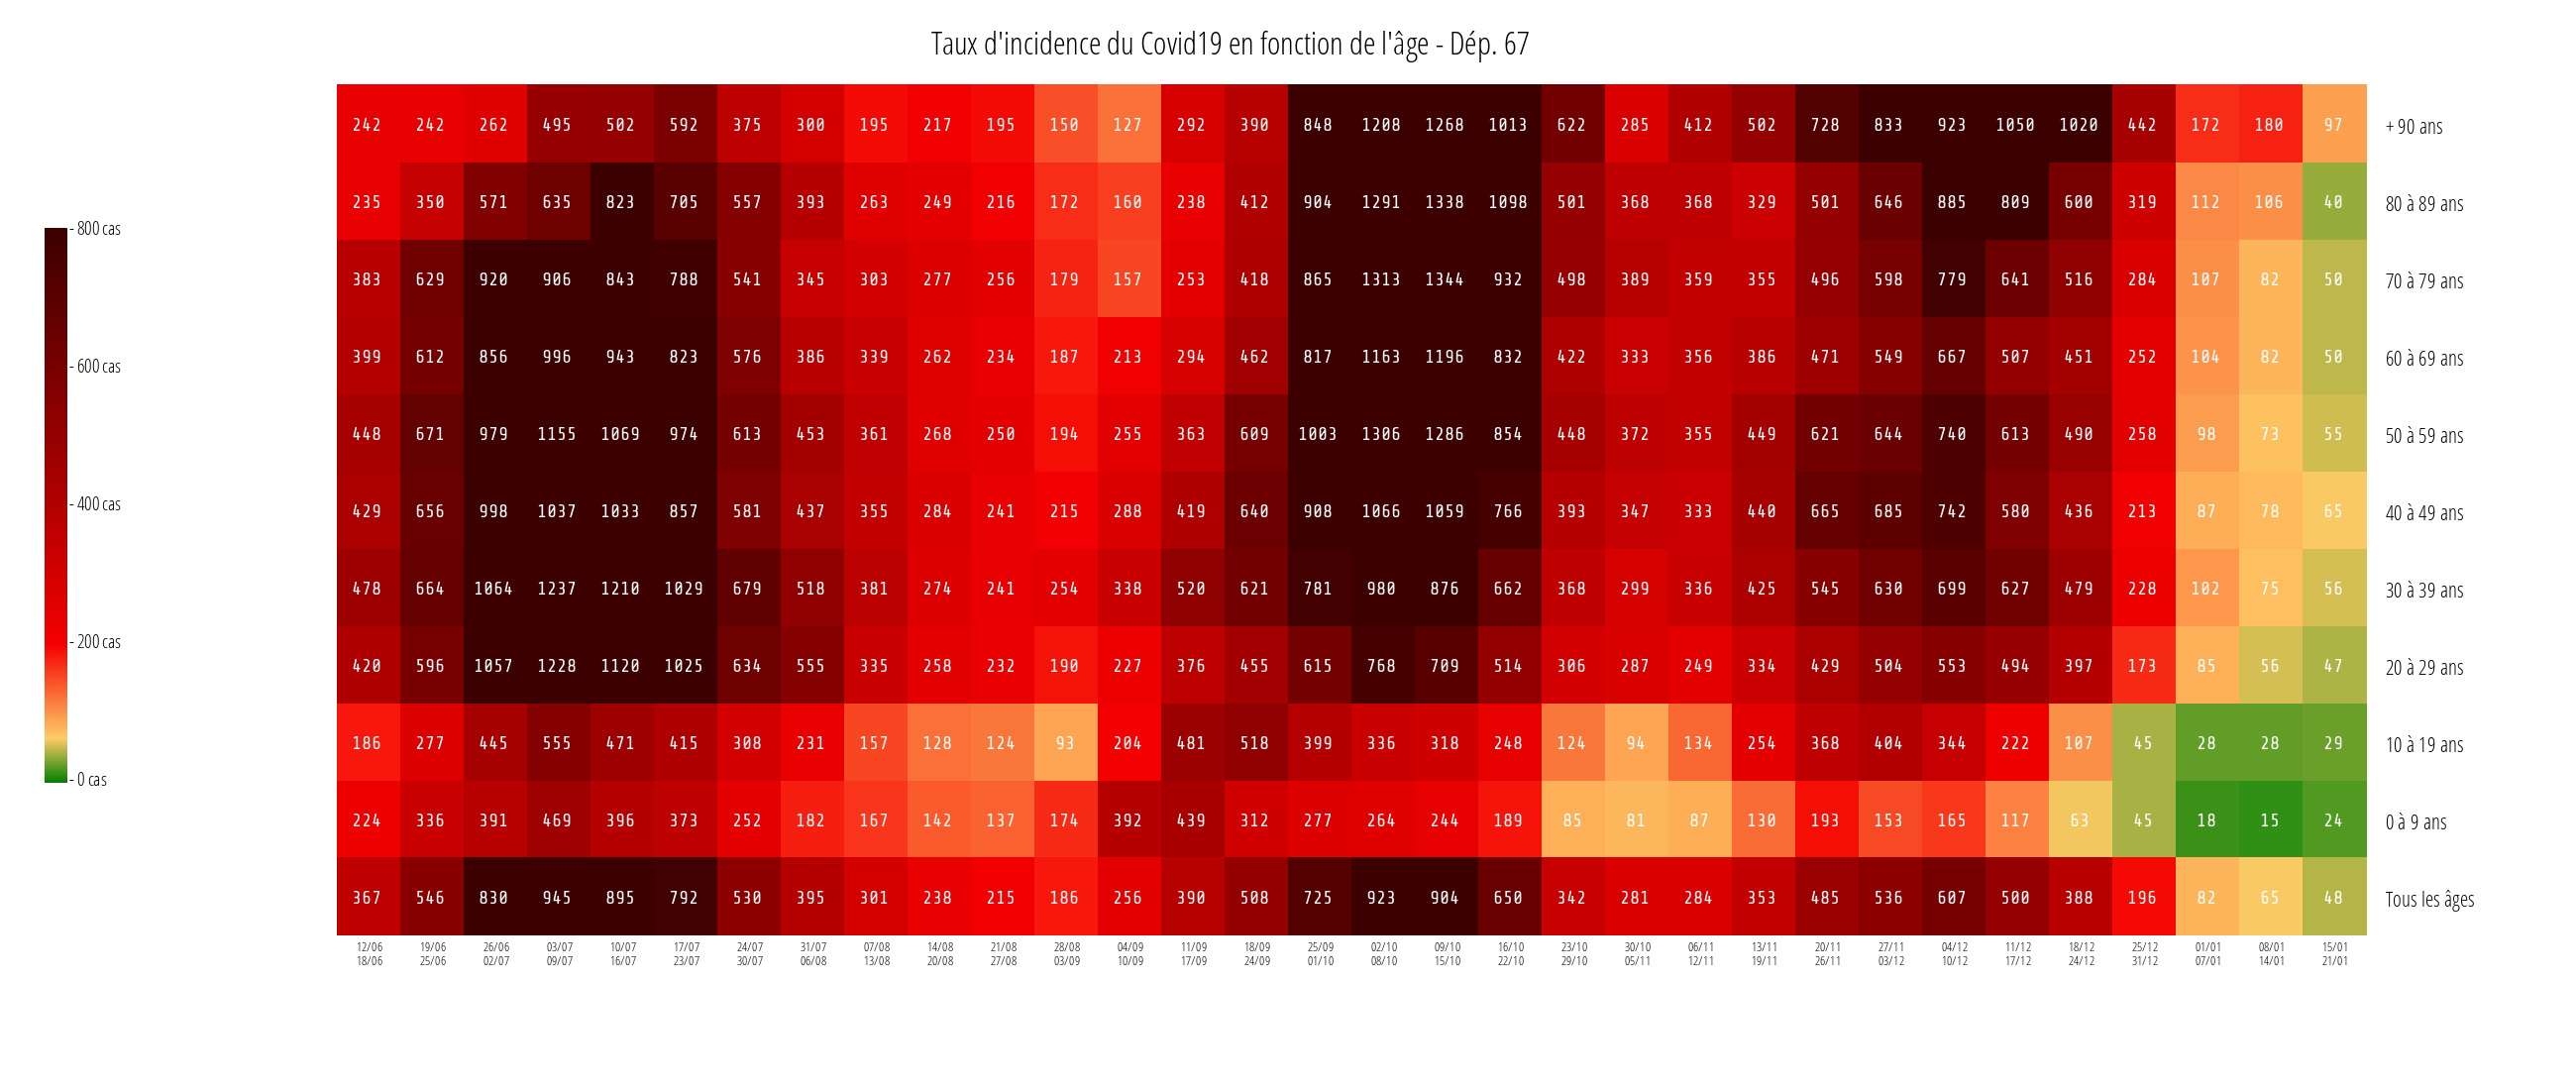 Taux d'incidence du Covid19 en fonction de l'âge - Dép. 67
- 800 cas
- 600 cas
- 400 cas
- 200 cas
- 0 cas
242 242 262 495 502 592 375 300 195 217 195 150 127 292 390 848 1208 1268 1013 622 285 412 502 728 833 923 1050 1020 442 172 180 97 + 90 ans
235 350 571 635 823 705 557 393 263 249 216 172 160 238 412 904 1291 1338 1098 501 368 368 329 501 646 885 809 600 319 112 106 40 80 à 89 ans
383 629 920 906 843 788 541 345 303 277 256 179 157 253 418 865 1313 1344 932 498 389 359 355 496 598 779 641 516 284 107 82 50 70 à 79 ans
399 612 856 996 943 823 576 386 339 262 234 187 213 294 462 817 1163 1196 832 422 333 356 386 471 549 667 507 451 252 104 82 50 60 à 69 ans
448 671 979 1155 1069 974 613 453 361 268 250 194 255 363 609 1003 1306 1286 854 448 372 355 449 621 644 740 613 490 258 98 73 55 50 à 59 ans
429 656 998 1037 1033 857 581 437 355 284 241 215 288 419 640 908 1066 1059 766 393 347 333 440 665 685 742 580 436 213 87 78 65 40 à 49 ans
478 664 1064 1237 1210 1029 679 518 381 274 241 254 338 520 621 781 980 876 662 368 299 336 425 545 630 699 627 479 228 102 75 56 30 à 39 ans
420 596 1057 1228 1120 1025 634 555 335 258 232 190 227 376 455 615 768 709 514 306 287 249 334 429 504 553 494 397 173 85 56 47 20 à 29 ans
186 277 445 555 471 415 308 231 157 128 124 93 204 481 518 399 336 318 248 124 94 134 254 368 404 344 222 107 45 28 28 29 10 à 19 ans
224 336 391 469 396 373 252 182 167 142 137 174 392 439 312 277 264 244 189 85 81 87 130 193 153 165 117 63 45 18 15 24 0 à 9 ans
367 546 830 945 895 792 530 395 301 238 215 186 256 390 508 725 923 904 650 342 281 284 353 485 536 607 500 388 196 82 65 48 Tous les âges
12/06 19/06 26/06 03/07 10/07 17/07 24/07 31/07 07/08 14/08 21/08 28/08 04/09 11/09 18/09 25/09 02/10 09/10 16/10 23/10 30/10 06/11 13/11 20/11 27/11 04/12 11/12 18/12 25/12 01/01 08/01 15/01
18/06 25/06 02/07 09/07 16/07 23/07 30/07 06/08 13/08 20/08 27/08 03/09 10/09 17/09 24/09 01/10 08/10 15/10 22/10 29/10 05/11 12/11 19/11 26/11 03/12 10/12 17/12 24/12 31/12 07/01 14/01 21/01